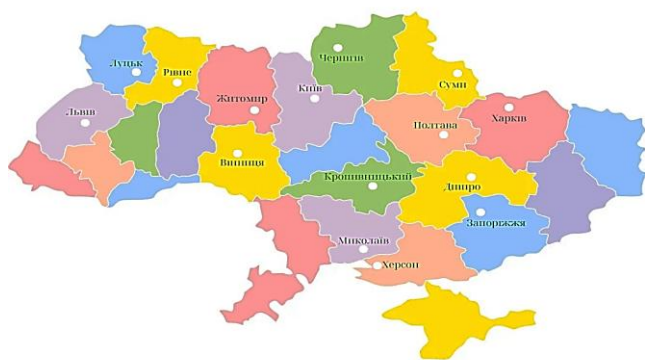 Чернігів
Луцьк
Рівне
Суми
Київ
Житомир
Львів
Харків
Полтава
Вінниця
Кропивницький
Дніпро
Запоріжжя
Миколаїв
Херсон